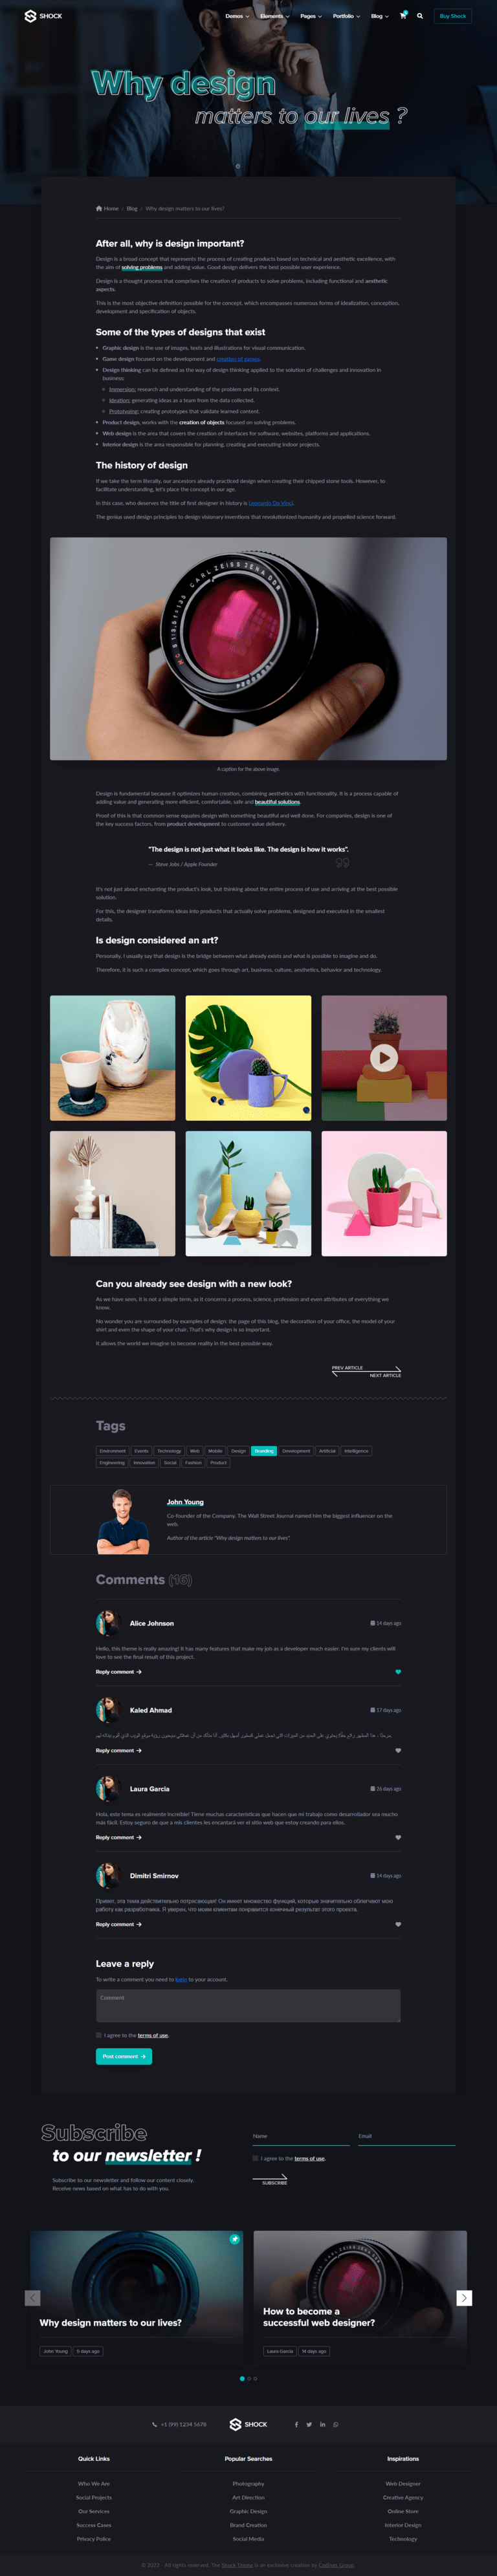 SHOCK
Demos Elements Pages Portfolio Blog Buy Shock
Why design
matters to our lives ?
Home / Blog / Why design matters to our lives?
After all, why is design important?
Design is a broad concept that represents the process of creating products based on technical and aesthetic excellence, with
the aim of solving problems and adding value. Good design delivers the best possible user experience.
Design is a thought process that comprises the creation of products to solve problems, including functional and aesthetic
aspects.
This is the most objective definition possible for the concept, which encompasses numerous forms of idealization, conception,
development and specification of objects.
Some of the types of designs that exist
Graphic design is the use of images, texts and illustrations for visual communication.
Game design focused on the development and creation of games.
Design thinking can be defined as the way of design thinking applied to the solution of challenges and innovation in
business:
Immersion: research and understanding of the problem and its context.
Ideation: generating ideas as a team from the data collected.
Prototyping: creating prototypes that validate learned content.
Product design, works with the creation of objects focused on solving problems.
Web design is the area that covers the creation of interfaces for software, websites, platforms and applications.
Interior design is the area responsible for planning, creating and executing indoor projects.
The history of design
If we take the term literally, our ancestors already practiced design when creating their chipped stone tools. However, to
facilitate understanding, let's place the concept in our age.
In this case, who deserves the title of first designer in history is Leonardo Da Vinci.
The genius used design principles to design visionary inventions that revolutionized humanity and propelled science forward.
CARL ZEISS JENA DDR
A caption for the above image.
Design is fundamental because it optimizes human creation, combining aesthetics with functionality. It is a process capable of
adding value and generating more efficient, comfortable, safe and beautiful solutions.
Proof of this is that common sense equates design with something beautiful and well done. For companies, design is one of
the key success factors, from product development to customer value delivery.
"The design is not just what it looks like. The design is how it works".
— Steve Jobs / Apple Founder
It's not just about enchanting the product's look, but thinking about the entire process of use and arriving at the best possible
solution.
For this, the designer transforms ideas into products that actually solve problems, designed and executed in the smallest
details.
Is design considered an art?
Personally, I usually say that design is the bridge between what already exists and what is possible to imagine and do.
Therefore, it is such a complex concept, which goes through art, business, culture, aesthetics, behavior and technology.
Can you already see design with a new look?
As we have seen, it is not a simple term, as it concerns a process, science, profession and even attributes of everything we
know.
No wonder you are surrounded by examples of design: the page of this blog, the decoration of your office, the model of your
shirt and even the shape of your chair. That's why design is so important.
It allows the world we imagine to become reality in the best possible way.
PREV ARTICLE
NEXT ARTICLE
Tags
Environment Events Technology Web Mobile Design Branding Development Artificial Intelligence
Engineering Innovation Social Fashion Product
John Young
Co-founder of the Company. The Wall Street Journal named him the biggest influencer on the
web.
Author of the article "Why design matters to our lives".
Comments (16)
Alice Johnson 14 days ago
Hello, this theme is really amazing! It has many features that make my job as a developer much easier. I'm sure my clients will
love to see the final result of this project.
Reply comment
Kaled Ahmad 17 days ago
Reply comment
Laura Garcia 26 days ago
Hola, este tema es realmente increíble! Tiene muchas características que hacen que mi trabajo como desarrollador sea mucho
más fácil. Estoy seguro de que a mis clientes les encantará ver el sitio web que estoy creando para ellos.
Reply comment
Dimitri Smirnov 34 days ago
Привет, эта тема действительно потрясающая! Он имеет множество функций, которые значительно облегчают мою
работу как разработчика. Я уверен, что моим клиентам понравится конечный результат этого проекта.
Reply comment
Leave a reply
To write a comment you need to login to your account.
Comment
I agree to the terms of use.
Post comment
Subscribe
to our newsletter !
Subscribe to our newsletter and follow our content closely.
Receive news based on what has to do with you.
Name Email
I agree to the terms of use.
SUBSCRIBE
Why design matters to our lives?
John Young 5 days ago
How to become a
successful web designer?
Laura Garcia 14 days ago
+1 (99) 1234 5678
SHOCK
Quick Links
Who We Are
Social Projects
Our Services
Success Cases
Privacy Police
Popular Searches
Photography
Art Direction
Graphic Design
Brand Creation
Social Media
Inspirations
Web Designer
Creative Agency
Online Store
Interior Design
Technology
© 2023 - All rights reserved. The Shock Theme is an exclusive creation by Codings Group.